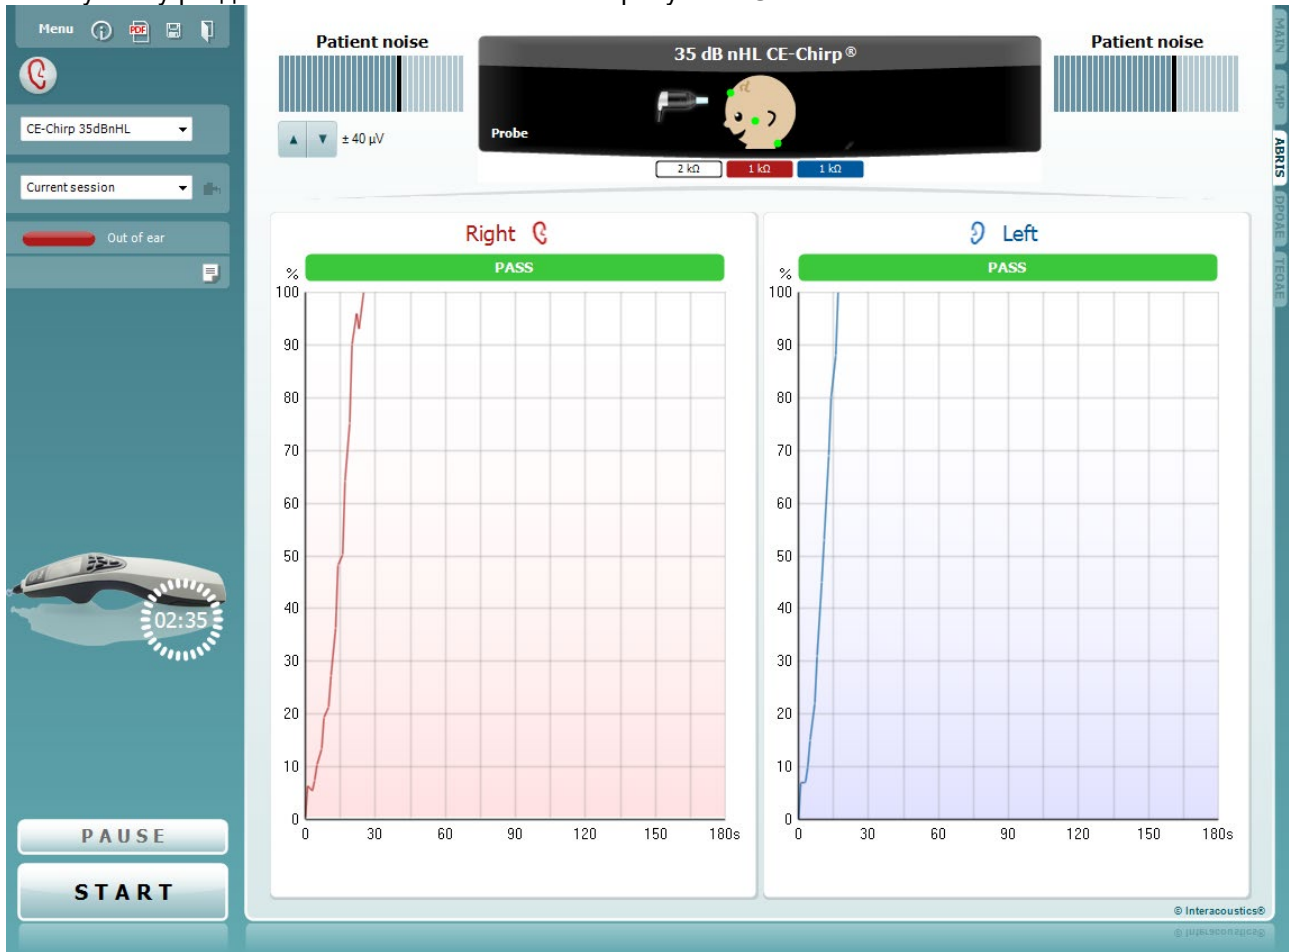 Menu
PDF
Patient noise
35 dB nHL CE-Chirp®
Patient noise
CE-Chirp 35dBnHL
± 40 µV
Probe
2 kΩ
1 kΩ
1 kΩ
Current session
Out of ear
Right
Left
PASS
PASS
%
100
90
80
70
60
50
40
30
20
10
0
0 30 60 90 120 150 180s
%
100
90
80
70
60
50
40
30
20
10
0
0 30 60 90 120 150 180s
02:35
PAUSE
START
MAIN
IMP
ABRIS
DPOAE
TEOAE
© Interacoustics®